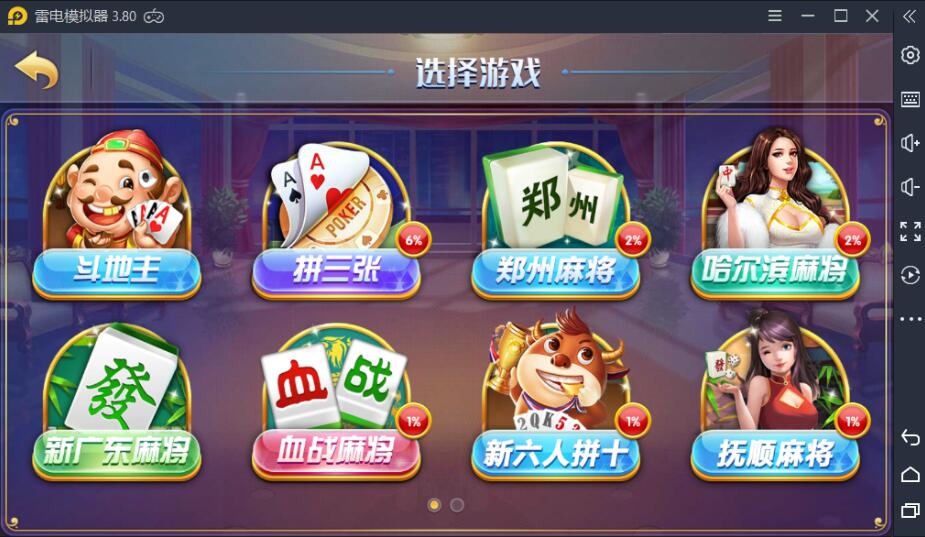 雷电模拟器 3.80
选择游戏
A
A
POKER
郑州
中
6%
2%
2%
斗地主
拼三张
郑州麻将
哈尔滨麻将
發
血战
2QK53
發
1%
1%
1%
新广东麻将
血战麻将
新六人拼十
抚顺麻将